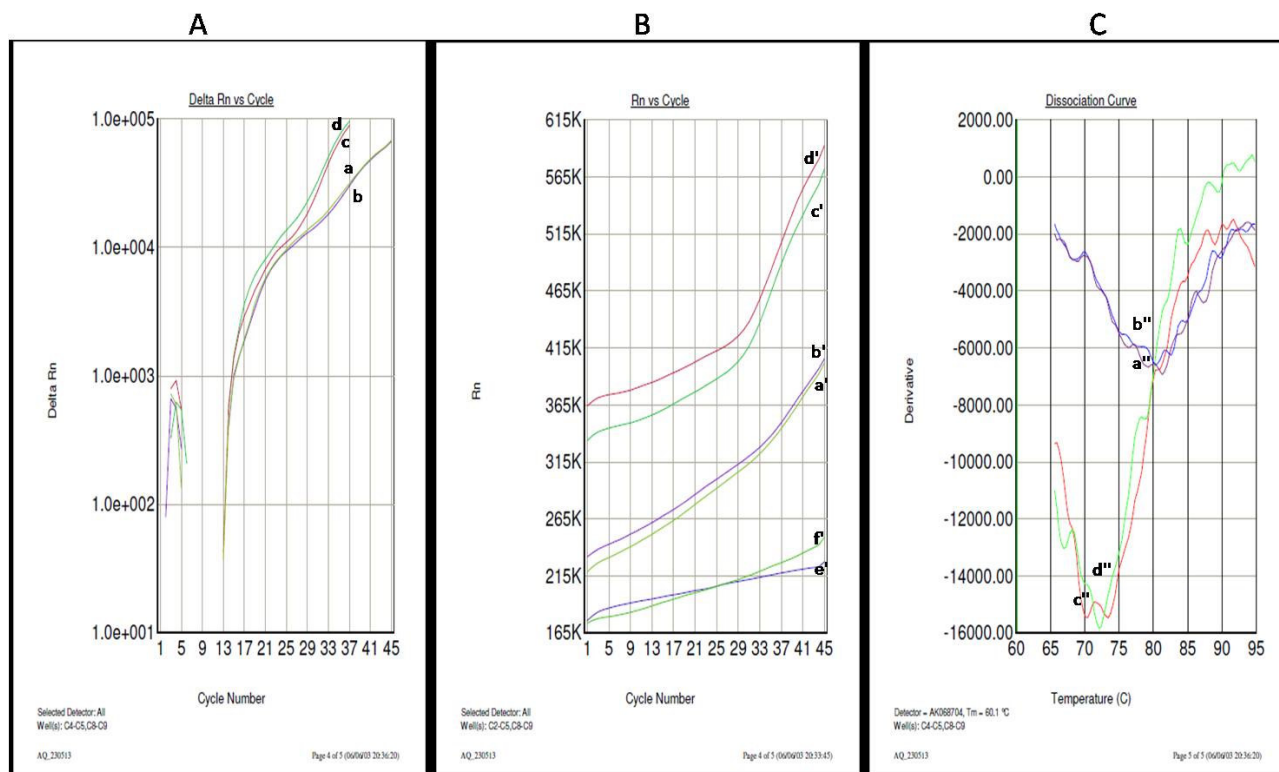 A
Delta Rn vs Cycle
1.0e+005
1.0e+004
1.0e+003
1.0e+002
1.0e+001
Delta Rn
d
c
a
b
1 5 9 13 17 21 25 29 33 37 41 45
Cycle Number
Selected Detector: All
Well(s): C4-C5,C8-C9
AQ_230513 Page 4 of 5 (06/06/03 20:36:20)
B
Rn vs Cycle
615K
565K
515K
465K
415K
365K
315K
265K
215K
165K
Rn
d'
c'
b'
a'
f'
e'
1 5 9 13 17 21 25 29 33 37 41 45
Cycle Number
Selected Detector: All
Well(s): C2-C5,C8-C9
AQ_230513 Page 4 of 5 (06/06/03 20:33:45)
C
Dissociation Curve
2000.00
0.00
-2000.00
-4000.00
-6000.00
-8000.00
-10000.00
-12000.00
-14000.00
-16000.00
Derivative
b"
a"
d"
c"
60 65 70 75 80 85 90 95
Temperature (C)
Detector = AK068704, Tm = 60.1 °C
Well(s): C4-C5,C8-C9
AQ_230513 Page 5 of 5 (06/06/03 20:36:20)